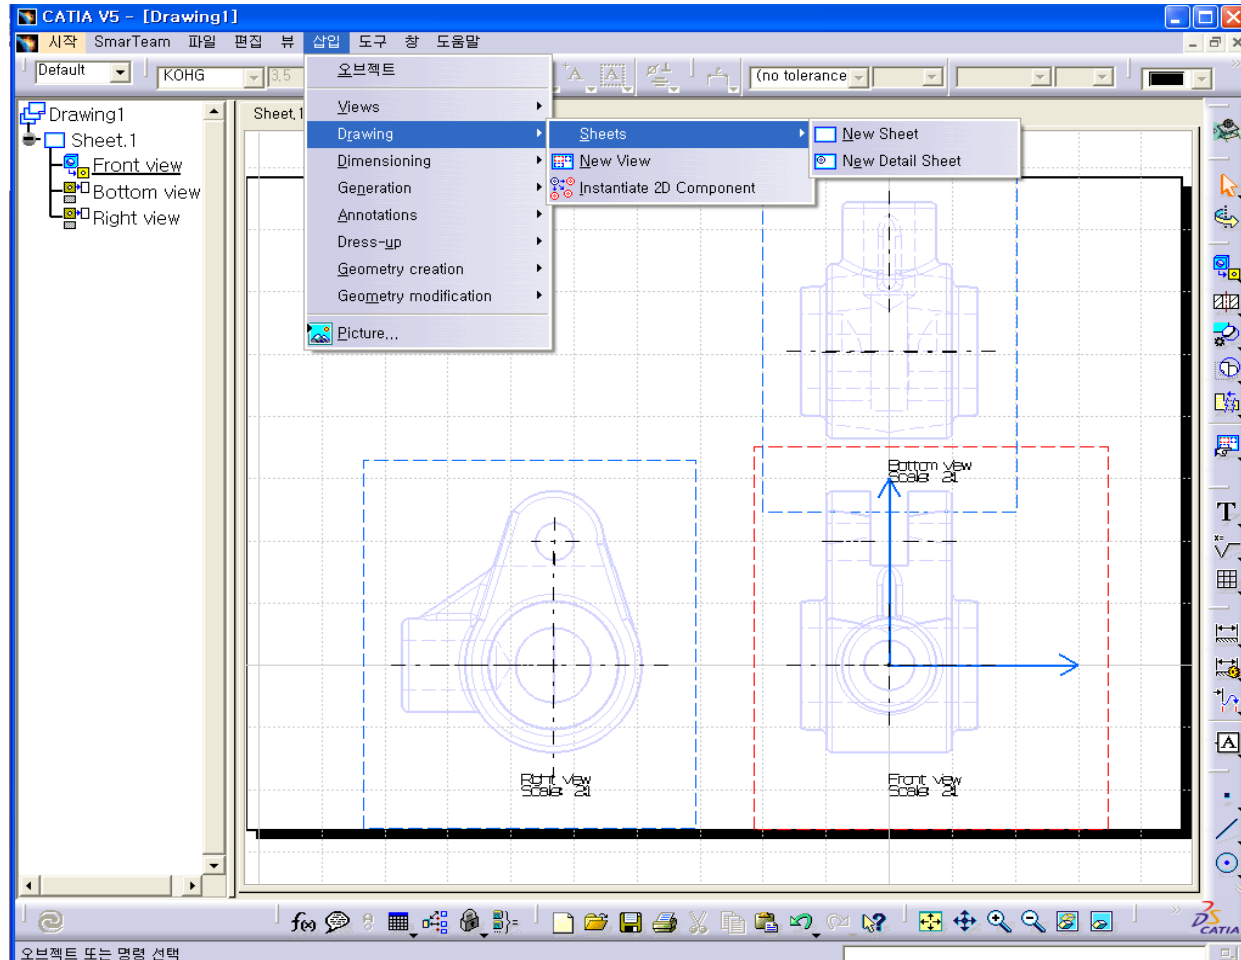 CATIA V5 - [Drawing1]
시작 SmarTeam 파일 편집 뷰 삽입 도구 창 도움말
Default KOHG 3,5 (no tolerance
오브젝트
Views
Drawing
Dimensioning
Generation
Annotations
Dress-up
Geometry creation
Geometry modification
Picture...
Sheets
New View
Instantiate 2D Component
New Sheet
New Detail Sheet
Drawing1
Sheet.1
Front view
Bottom view
Right view
Sheet,1
Bottom view
Scale: 2:1
Right view
Scale: 2:1
Front view
Scale: 2:1
CATIA
오브젝트 또는 명령 선택